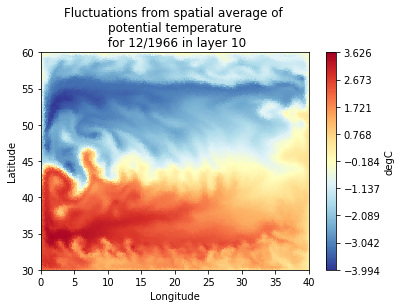 Fluctuations from spatial average of
potential temperature
for 12/1966 in layer 10
60
55
50
45
40
35
30
Latitude
0 5 10 15 20 25 30 35 40
Longitude
3.626
2.673
1.721
0.768
−0.184
−1.137
−2.089
−3.042
−3.994
degC